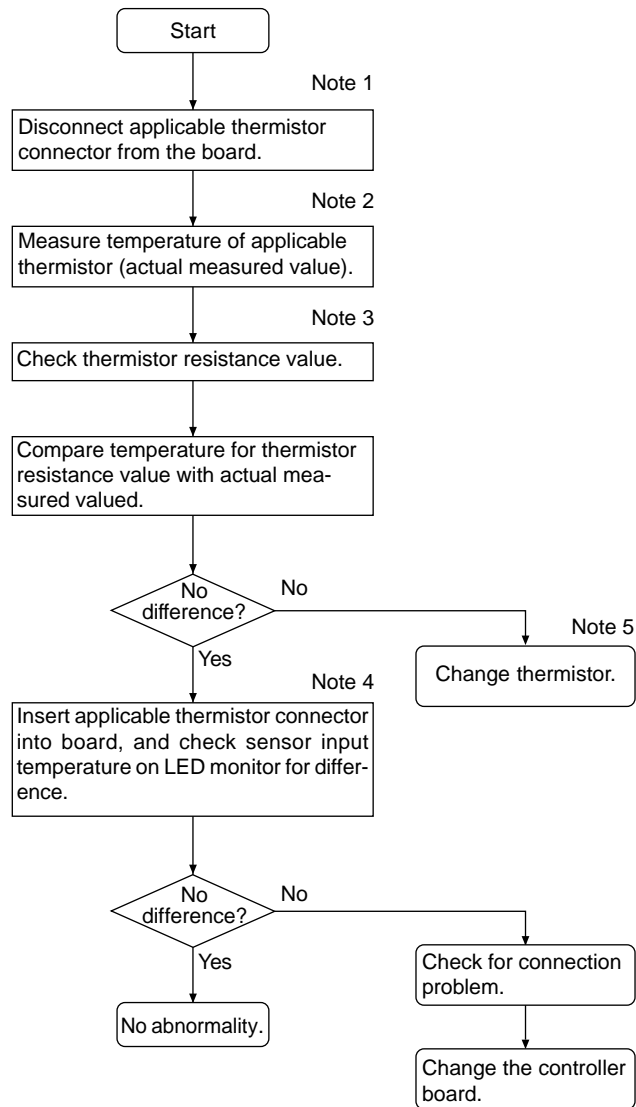 Start
Note 1
Disconnect applicable thermistor
connector from the board.
Note 2
Measure temperature of applicable
thermistor (actual measured value).
Note 3
Check thermistor resistance value.
Compare temperature for thermistor
resistance value with actual mea-
sured valued.
No
difference?
No
Yes
Note 5
Change thermistor.
Note 4
Insert applicable thermistor connector
into board, and check sensor input
temperature on LED monitor for differ-
ence.
No
difference?
No
Yes
Check for connection
problem.
No abnormality.
Change the controller
board.